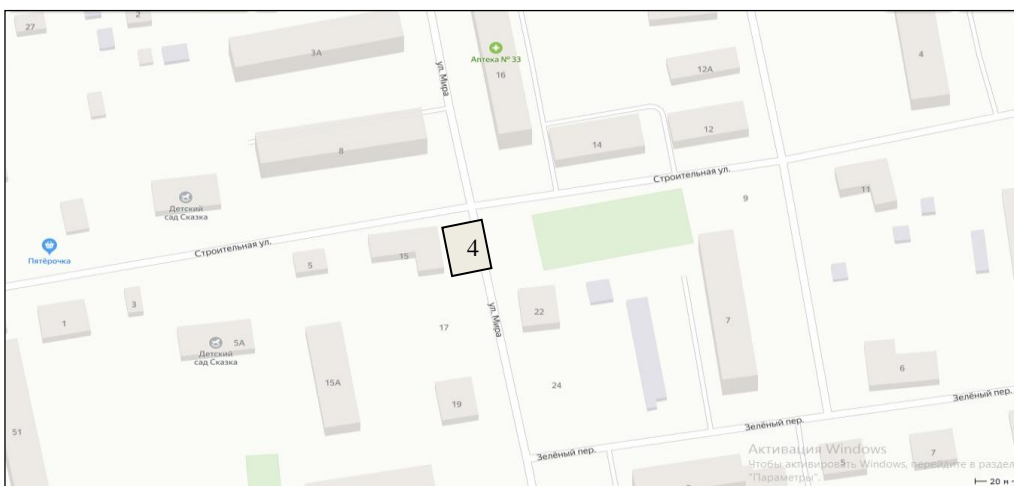 27
2
3А
Аптека № 33
16
ул. Мира
12А
4
8
14
12
Строительная ул.
Детский
сад Сказка
9
11
Пятёрочка
Строительная ул.
5
15
4
1
3
5А
Детский
сад Сказка
15А
17
ул. Мира
22
7
24
19
6
51
Зелёный пер.
Зелёный пер.
Зелёный пер.
Активация Windows
Чтобы активировать Windows, перейдите в раздел
"Параметры".
5
7
20 м